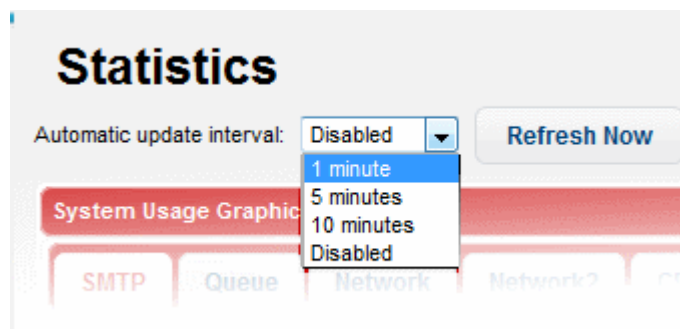 Statistics
Automatic update interval: Disabled Refresh Now
1 minute
5 minutes
10 minutes
Disabled
System Usage Graphic
SMTP Queue Network Network2